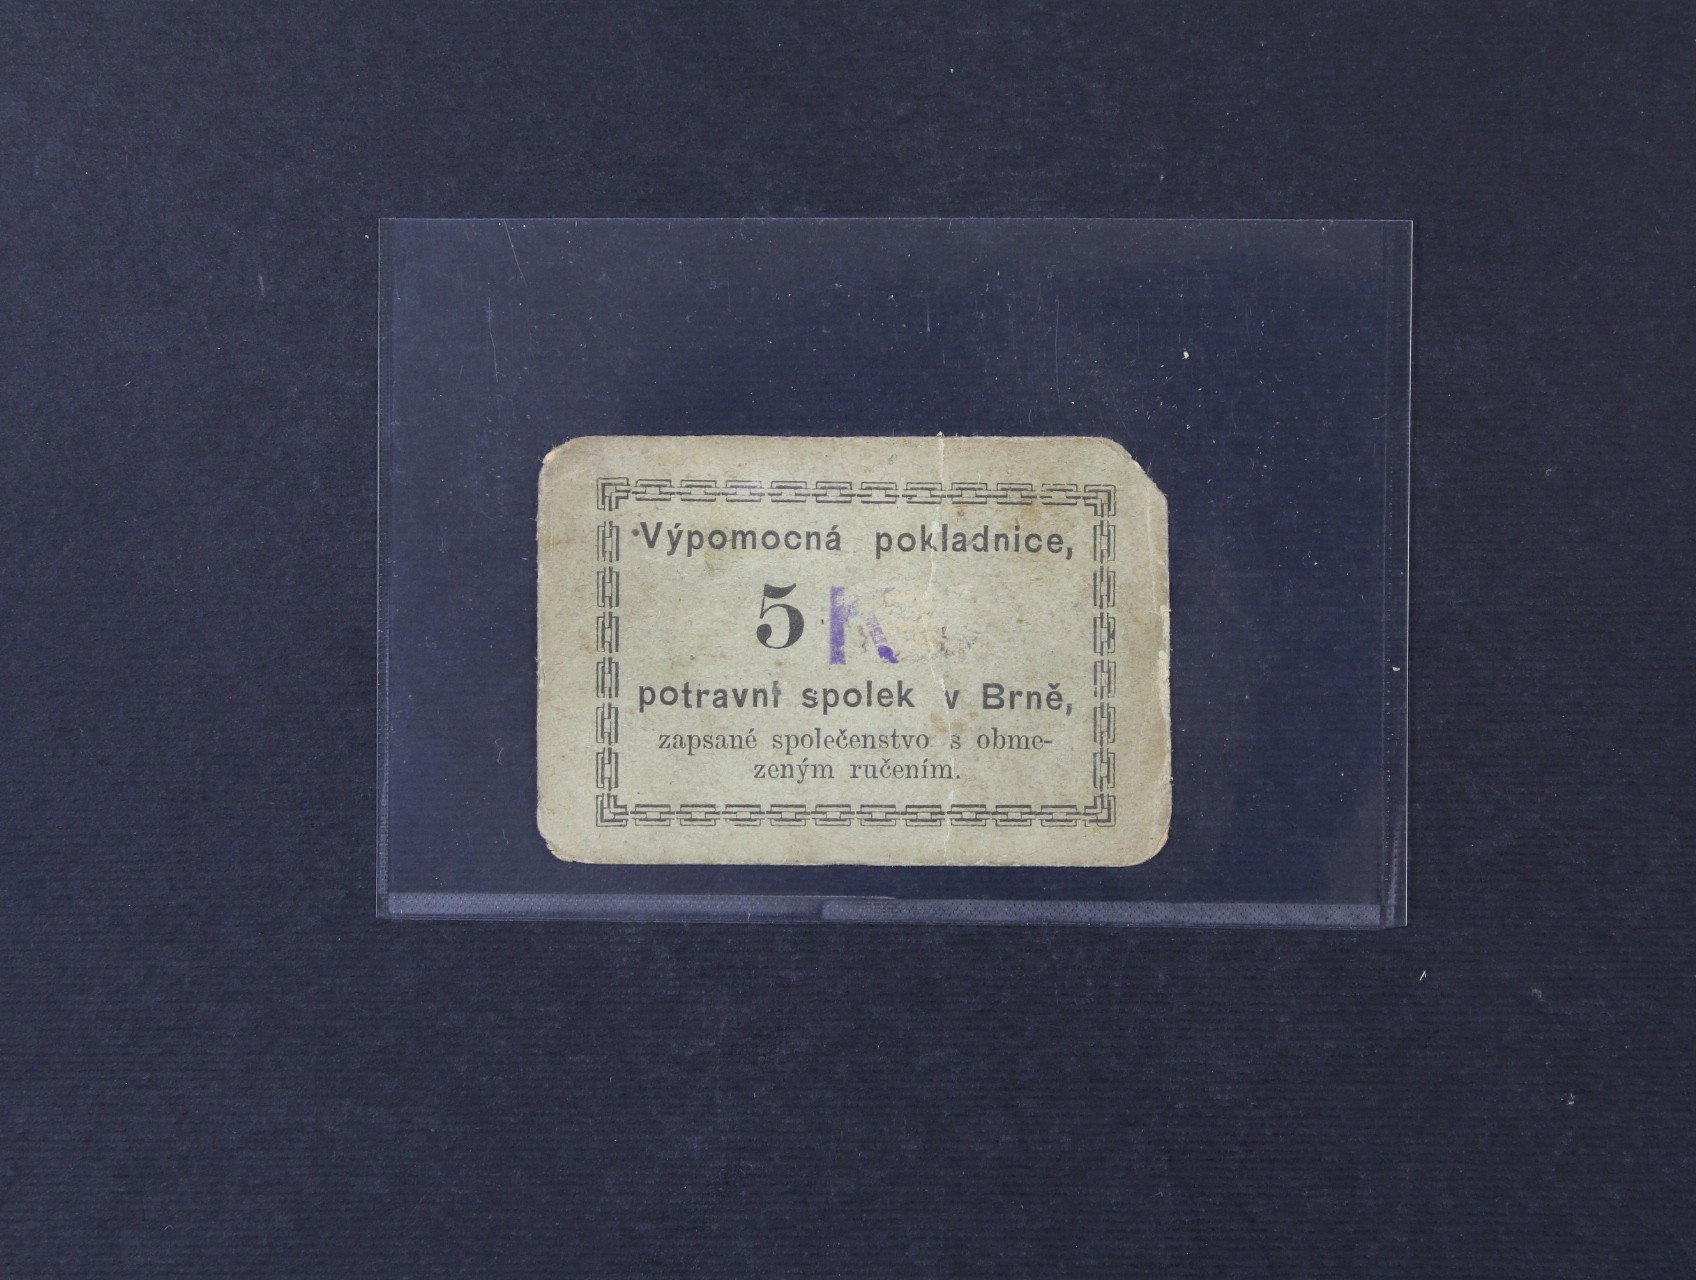 Výpomocná pokladnice,
5 K
potravní spolek v Brně,
zapsané společenstvo s obme-
zeným ručením.